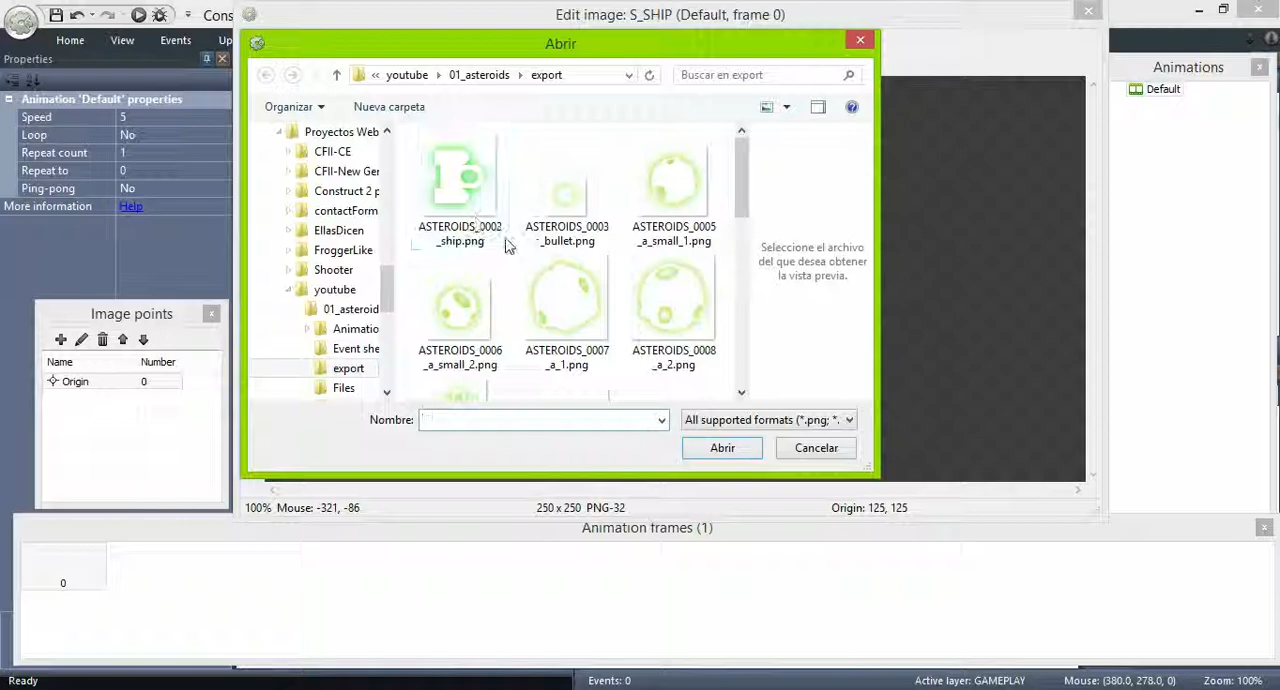 Cons
Edit image: S_SHIP (Default, frame 0)
Home View Events Up
Abrir
Properties
Animations
youtube 01_asteroids export
Buscar en export
Default
Animation 'Default' properties
Speed 5
Loop No
Repeat count 1
Repeat to 0
Ping-pong No
More information Help
Organizar Nueva carpeta
Proyectos Web
CFII-CE
CFII-New Ger
Construct 2 p
contactForm
EllasDicen
FroggerLike
Shooter
youtube
01_asteroid
Animatio
Event she
export
Files
ASTEROIDS_0002
_ship.png
ASTEROIDS_0003
_bullet.png
ASTEROIDS_0005
_a_small_1.png
ASTEROIDS_0006
_a_small_2.png
ASTEROIDS_0007
_a_1.png
ASTEROIDS_0008
_a_2.png
Seleccione el archivo
del que desea obtener
la vista previa.
Image points
Name Number
Origin 0
Nombre:
All supported formats (*.png; *.
Abrir Cancelar
100% Mouse: -321, -86 250 x 250 PNG-32 Origin: 125, 125
Animation frames (1)
0
Ready Events: 0 Active layer: GAMEPLAY Mouse: (380.0, 278.0, 0) Zoom: 100%